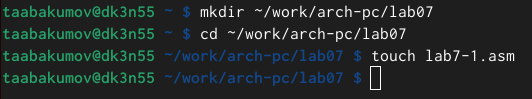 taabakumov@dk3n55 ~ $ mkdir ~/work/arch-pc/lab07
taabakumov@dk3n55 ~ $ cd ~/work/arch-pc/lab07
taabakumov@dk3n55 ~/work/arch-pc/lab07 $ touch lab7-1.asm
taabakumov@dk3n55 ~/work/arch-pc/lab07 $